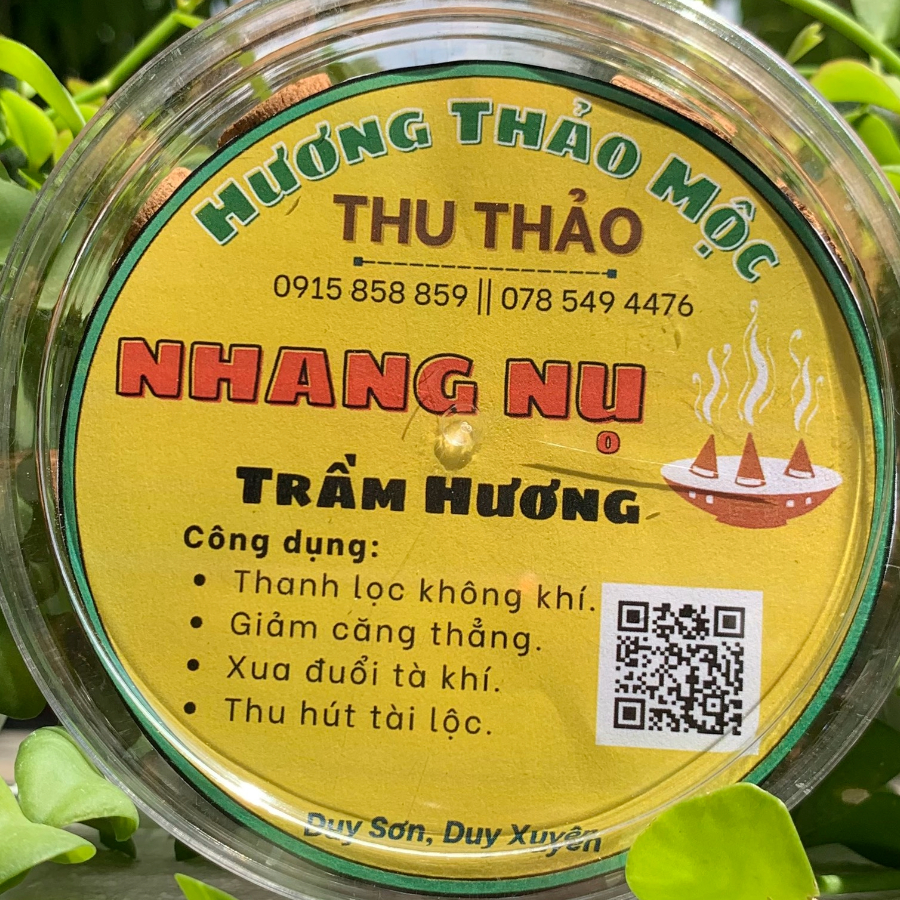 HƯƠNG THẢO MỘC
THU THẢO
0915 858 859 || 078 549 4476
NHANG NỤ
TRẦM HƯƠNG
Công dụng:
• Thanh lọc không khí.
• Giảm căng thẳng.
• Xua đuổi tà khí.
• Thu hút tài lộc.
Duy Sơn, Duy Xuyên